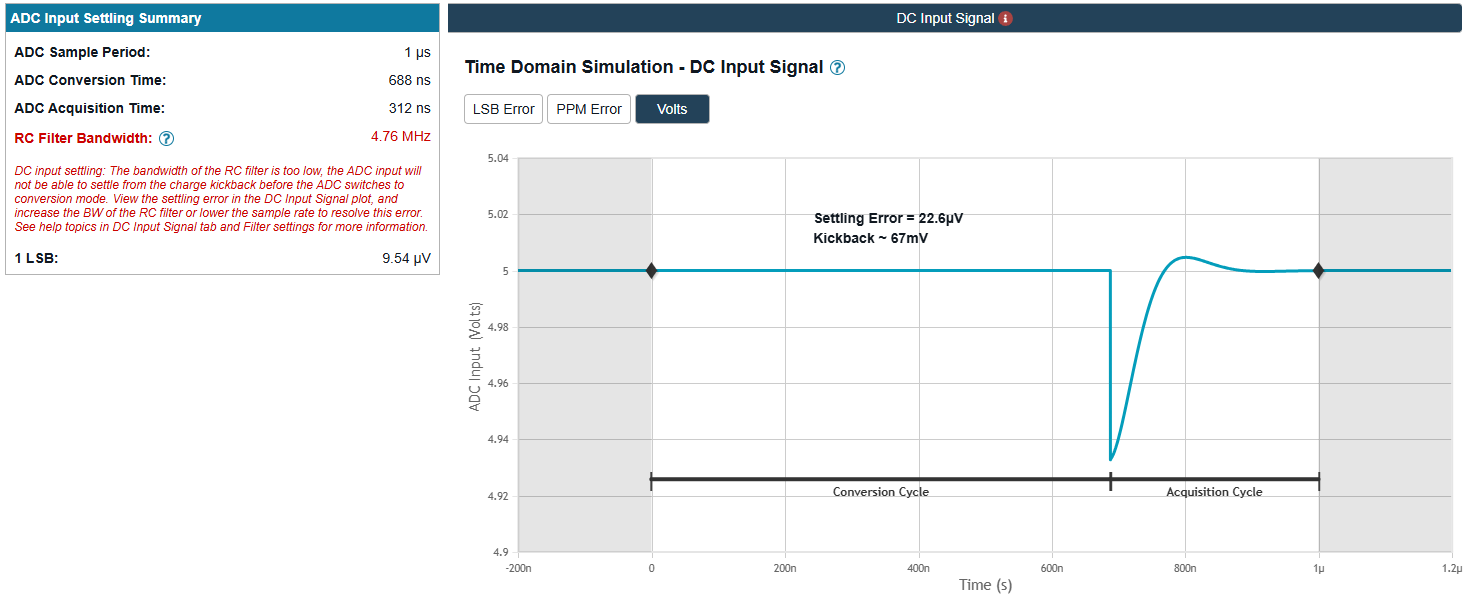 ADC Input Settling Summary
ADC Sample Period: 1 µs
ADC Conversion Time: 688 ns
ADC Acquisition Time: 312 ns
RC Filter Bandwidth: ? 4.76 MHz
DC input settling: The bandwidth of the RC filter is too low, the ADC input will
not be able to settle from the charge kickback before the ADC switches to
conversion mode. View the settling error in the DC Input Signal plot, and
increase the BW of the RC filter or lower the sample rate to resolve this error.
See help topics in DC Input Signal tab and Filter settings for more information.
1 LSB: 9.54 µV
DC Input Signal i
Time Domain Simulation - DC Input Signal ?
LSB Error PPM Error Volts
5.04
5.02
5
4.98
4.96
4.94
4.92
4.9
ADC Input (Volts)
Settling Error = 22.6µV
Kickback ~ 67mV
Conversion Cycle Acquisition Cycle
-200n 0 200n 400n 600n 800n 1µ 1.2µ
Time (s)